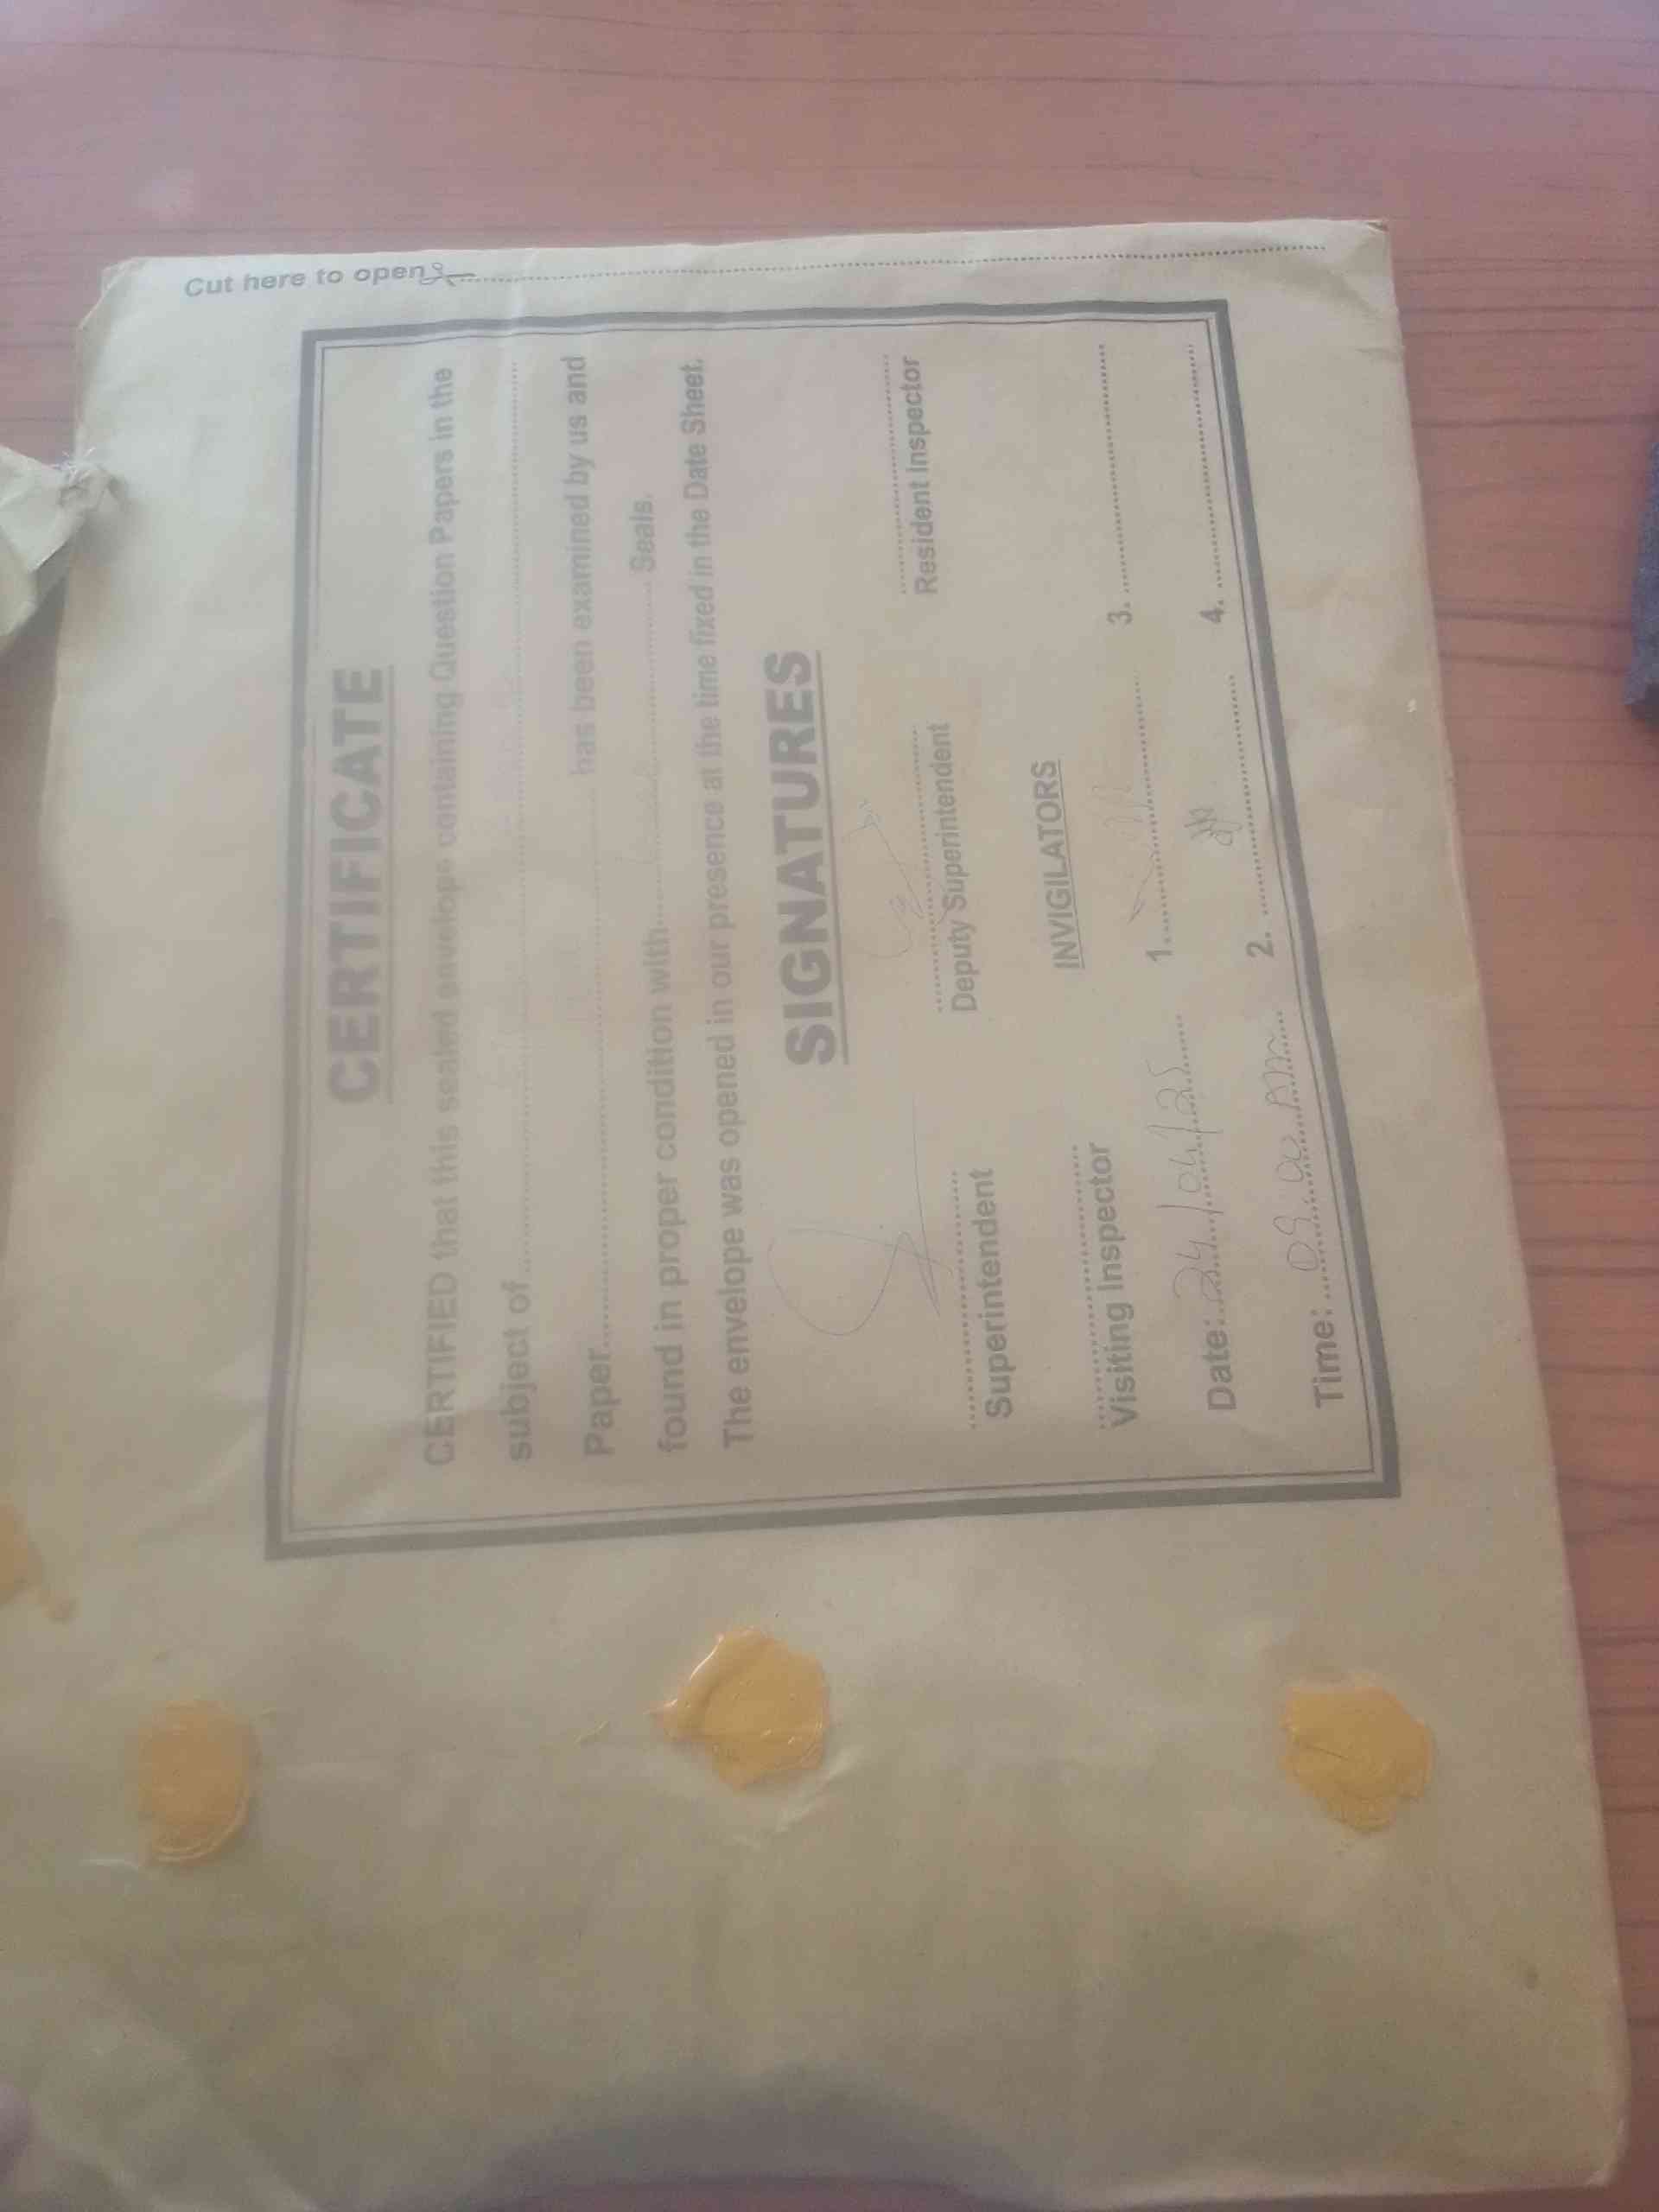 Cut here to open
CERTIFICATE
CERTIFIED that this sealed envelope containing Question Papers in the
subject of
Paper has been examined by us and
found in proper condition with Seals.
The envelope was opened in our presence at the time fixed in the Date Sheet.
SIGNATURES
Superintendent Deputy Superintendent Resident Inspector
INVIGILATORS
Visiting Inspector 1. 3.
Date: 24/04/25 2. 4.
Time: 09:00